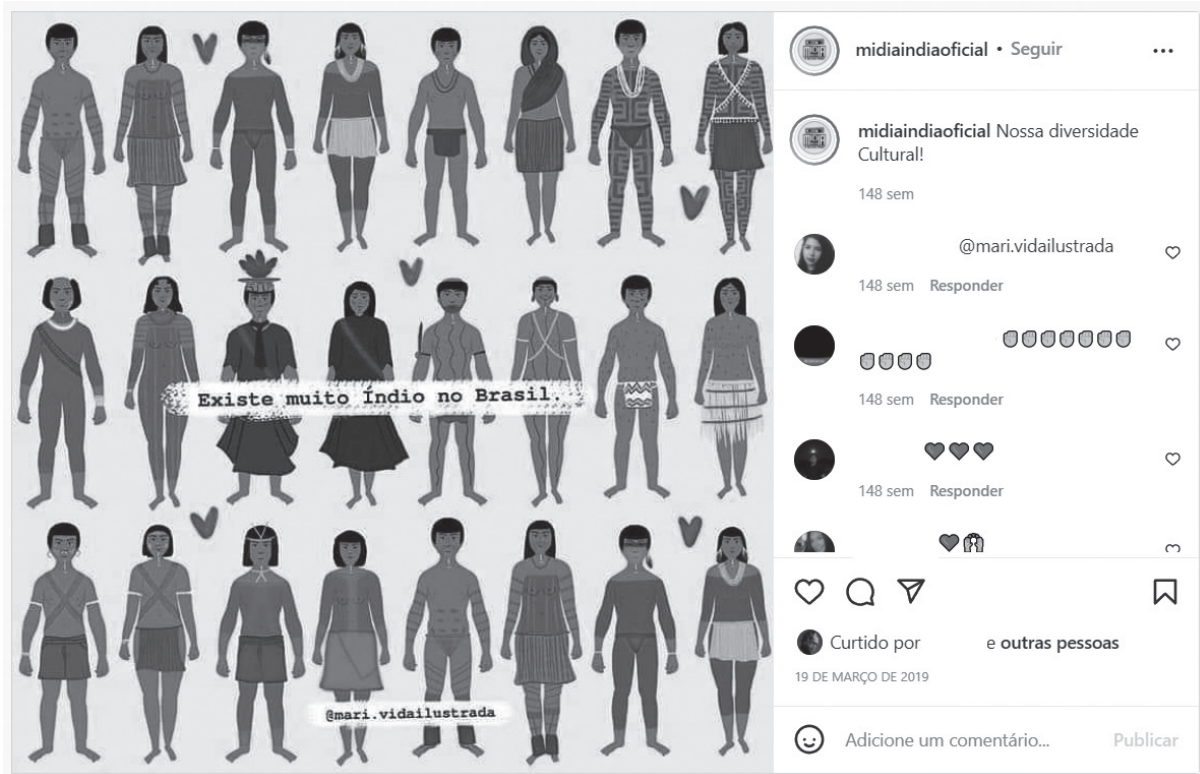 Existe muito Índio no Brasil.
@mari.vidailustrada
midiaindiaoficial • Seguir
midiaindiaoficial Nossa diversidade
Cultural!
148 sem
@mari.vidailustrada
148 sem Responder
148 sem Responder
148 sem Responder
Curtido por e outras pessoas
19 DE MARÇO DE 2019
Adicione um comentário... Publicar